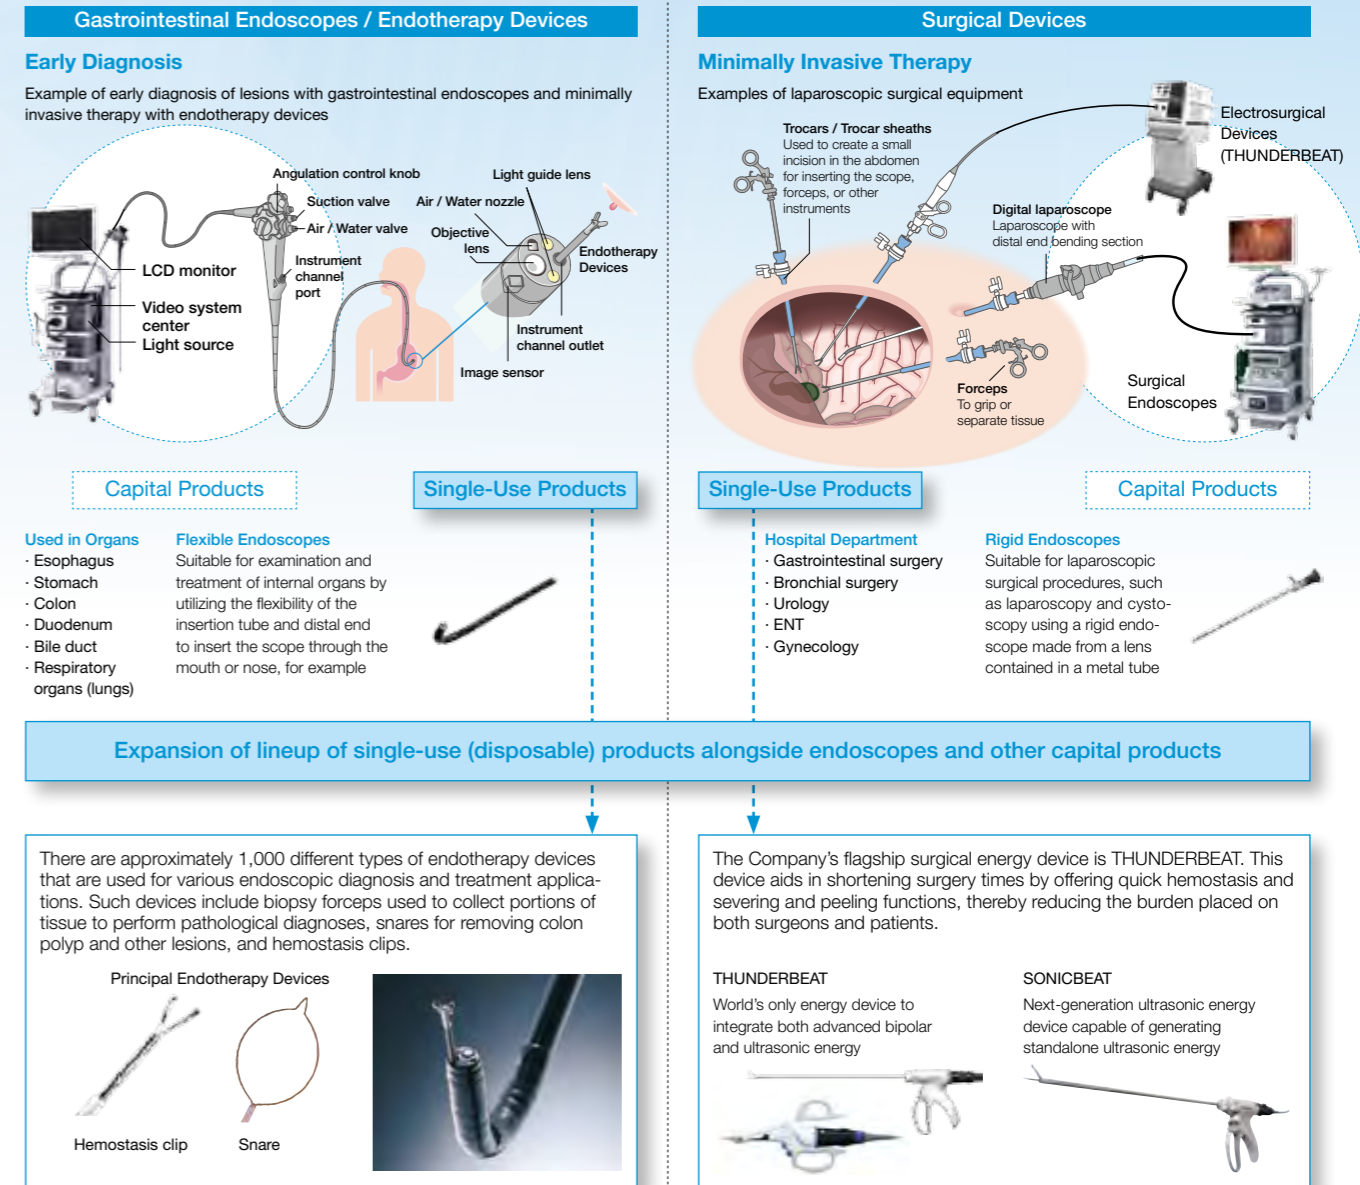 Gastrointestinal Endoscopes / Endotherapy Devices
Early Diagnosis
Example of early diagnosis of lesions with gastrointestinal endoscopes and minimally
invasive therapy with endotherapy devices
Angulation control knob
Suction valve
Air / Water valve
Instrument
channel
port
LCD monitor
Video system
center
Light source
Light guide lens
Air / Water nozzle
Objective
lens
Endotherapy
Devices
Instrument
channel outlet
Image sensor
Capital Products
Single-Use Products
Used in Organs
· Esophagus
· Stomach
· Colon
· Duodenum
· Bile duct
· Respiratory
organs (lungs)
Flexible Endoscopes
Suitable for examination and
treatment of internal organs by
utilizing the flexibility of the
insertion tube and distal end
to insert the scope through the
mouth or nose, for example
Surgical Devices
Minimally Invasive Therapy
Examples of laparoscopic surgical equipment
Trocars / Trocar sheaths
Used to create a small
incision in the abdomen
for inserting the scope,
forceps, or other
instruments
Electrosurgical
Devices
(THUNDERBEAT)
Digital laparoscope
Laparoscope with
distal end bending section
Forceps
To grip or
separate tissue
Surgical
Endoscopes
Single-Use Products
Capital Products
Hospital Department
· Gastrointestinal surgery
· Bronchial surgery
· Urology
· ENT
· Gynecology
Rigid Endoscopes
Suitable for laparoscopic
surgical procedures, such
as laparoscopy and cysto-
scopy using a rigid endo-
scope made from a lens
contained in a metal tube
Expansion of lineup of single-use (disposable) products alongside endoscopes and other capital products
There are approximately 1,000 different types of endotherapy devices
that are used for various endoscopic diagnosis and treatment applica-
tions. Such devices include biopsy forceps used to collect portions of
tissue to perform pathological diagnoses, snares for removing colon
polyp and other lesions, and hemostasis clips.
Principal Endotherapy Devices
Hemostasis clip
Snare
The Company's flagship surgical energy device is THUNDERBEAT. This
device aids in shortening surgery times by offering quick hemostasis and
severing and peeling functions, thereby reducing the burden placed on
both surgeons and patients.
THUNDERBEAT
World's only energy device to
integrate both advanced bipolar
and ultrasonic energy
SONICBEAT
Next-generation ultrasonic energy
device capable of generating
standalone ultrasonic energy